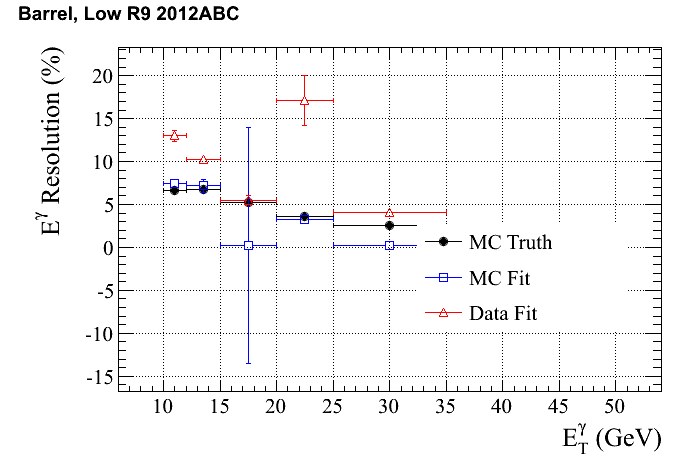 Barrel, Low R9 2012ABC
E^γ Resolution (%)
20
15
10
5
0
-5
-10
-15
MC Truth
MC Fit
Data Fit
10 15 20 25 30 35 40 45 50
E_T^γ (GeV)